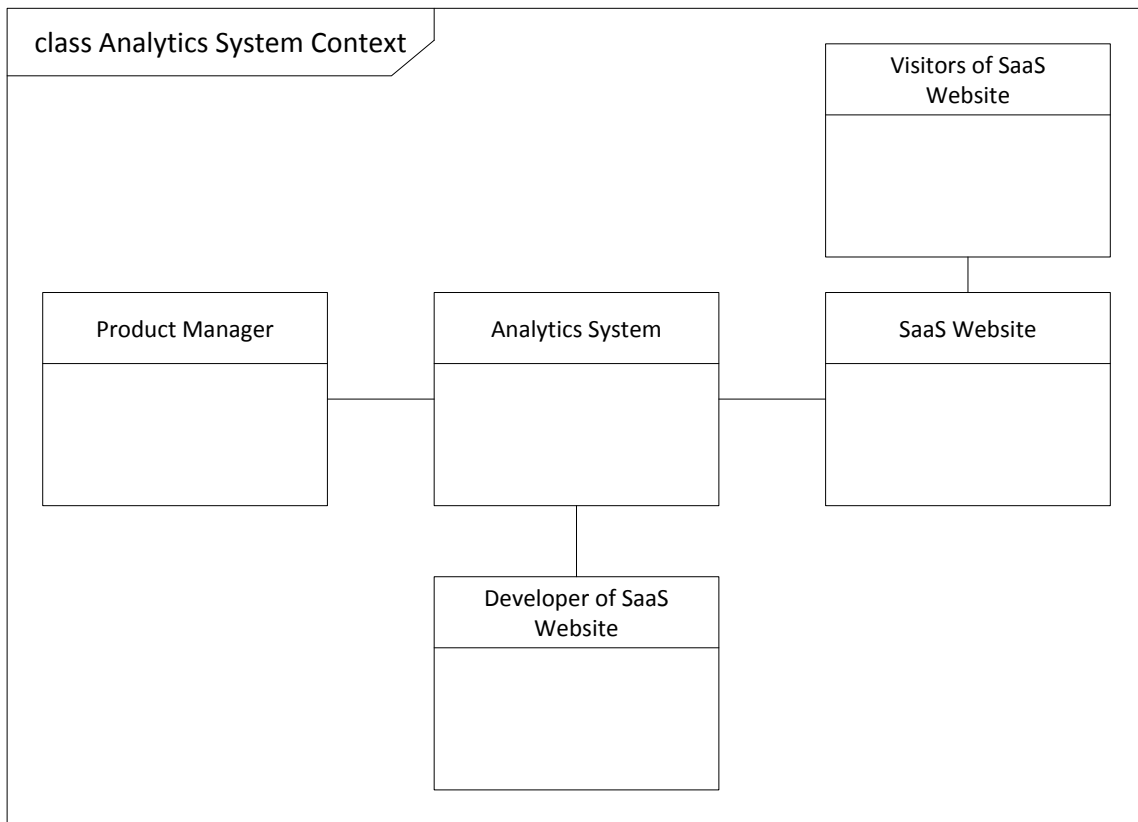 class Analytics System Context
Visitors of SaaS
Website
Product Manager
Analytics System
SaaS Website
Developer of SaaS
Website